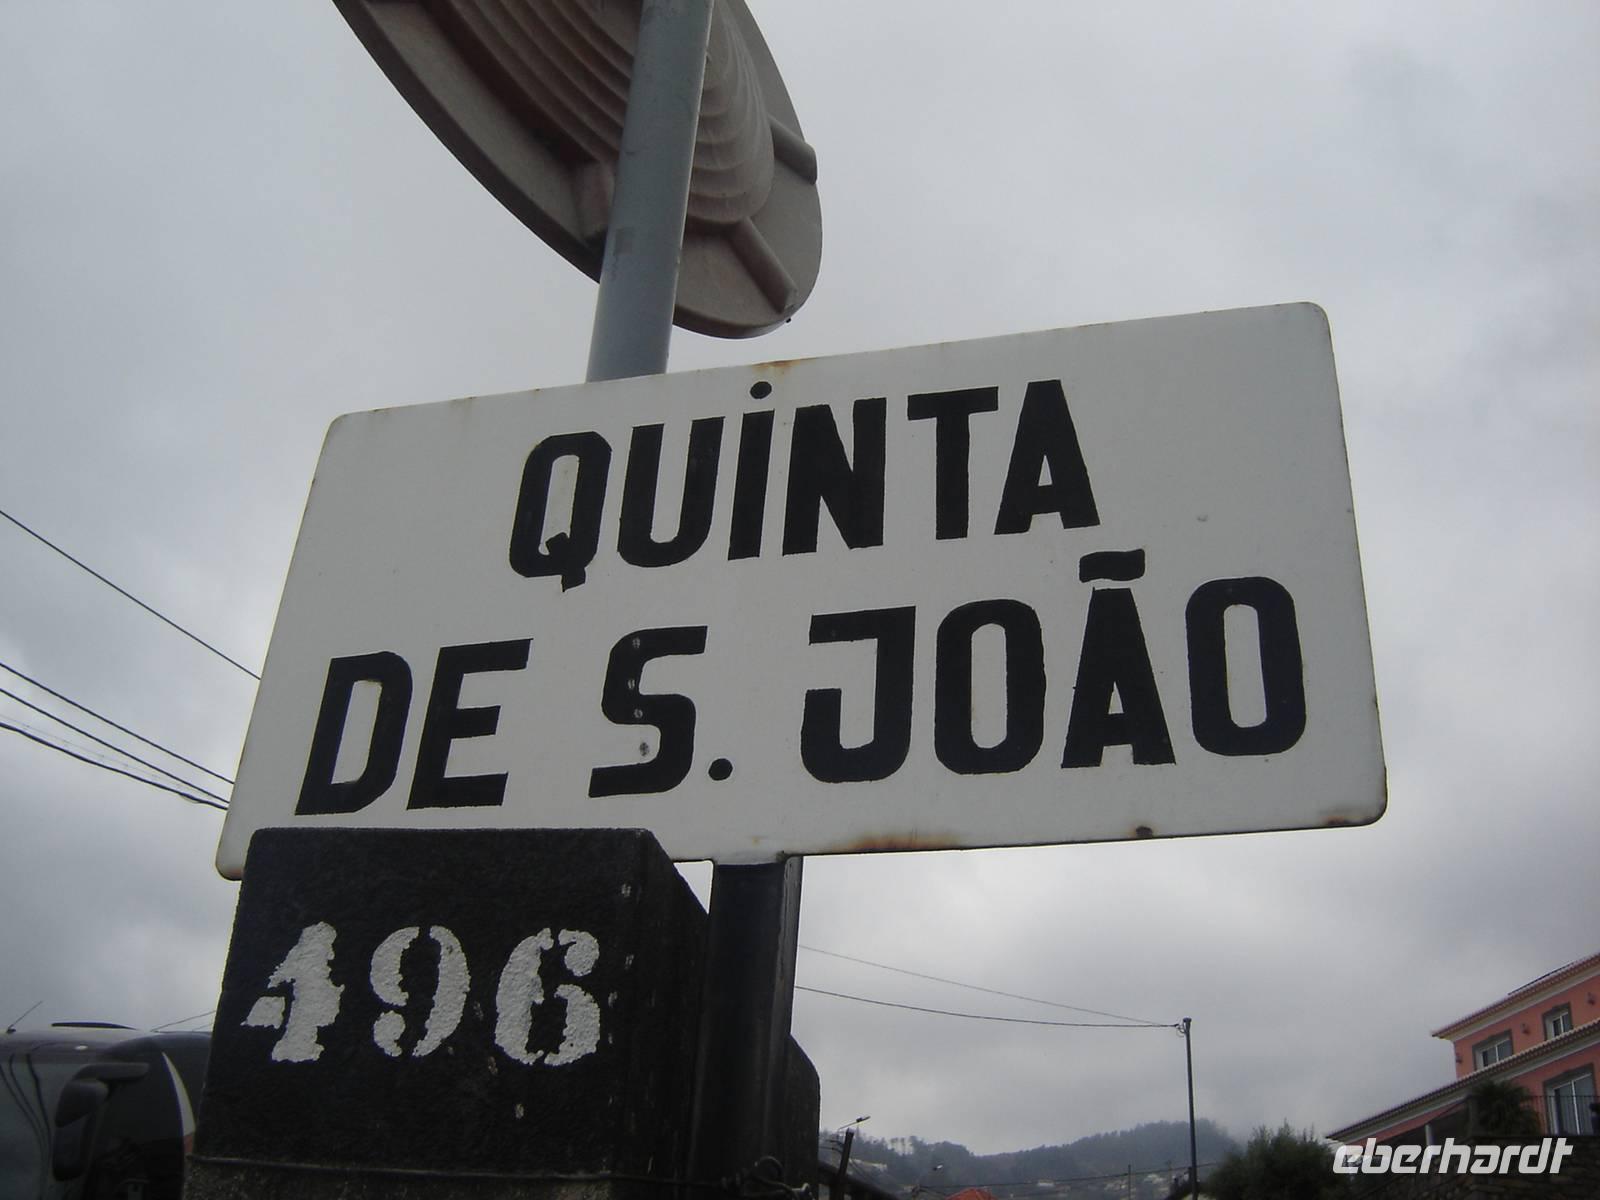 QUiNTA
DE S. JOÃO
496
eberhardt